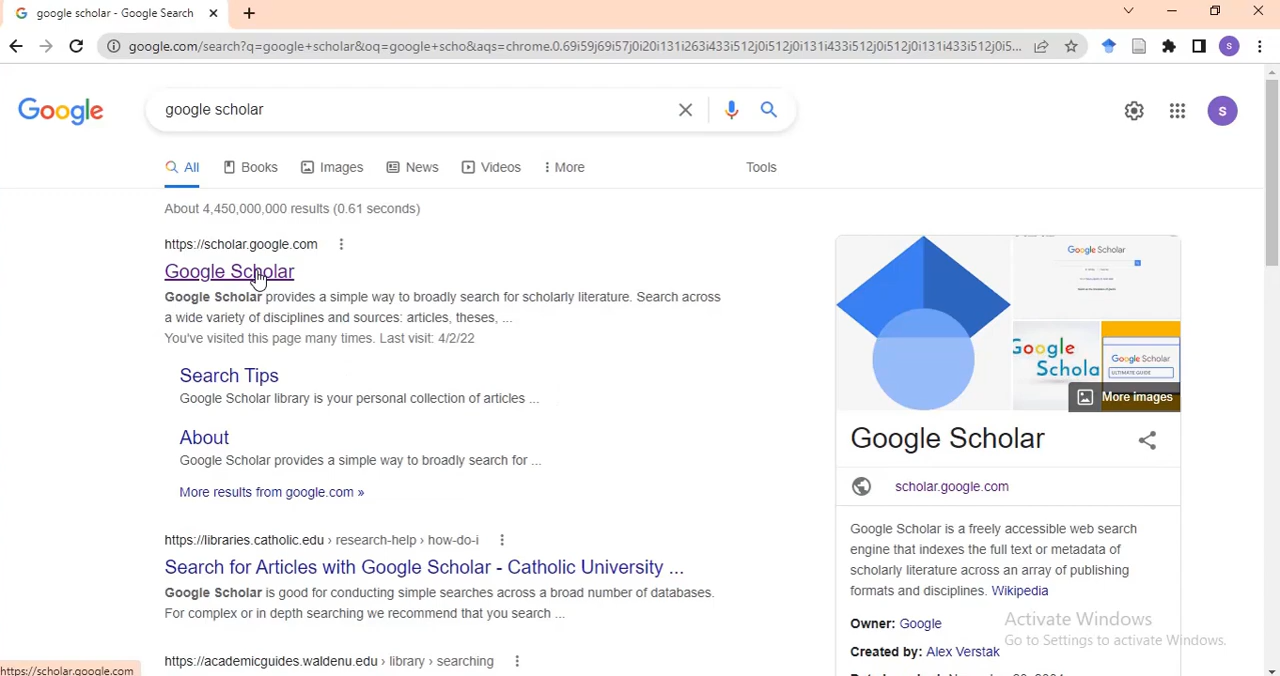 google scholar - Google Search
google.com/search?q=google+scholar&oq=google+scho&aqs=chrome.0.69i59j69i57j0i20i131i263i433i512j0i512j0i131i433i512j0i512j0i131i433i512j0i5...
S
Google
google scholar
S
All
Books
Images
News
Videos
More
Tools
About 4,450,000,000 results (0.61 seconds)
https://scholar.google.com
Google Scholar
Google Scholar provides a simple way to broadly search for scholarly literature. Search across
a wide variety of disciplines and sources: articles, theses, ...
You've visited this page many times. Last visit: 4/2/22
Search Tips
Google Scholar library is your personal collection of articles ...
About
Google Scholar provides a simple way to broadly search for ...
More results from google.com »
https://libraries.catholic.edu › research-help › how-do-i
Search for Articles with Google Scholar - Catholic University ...
Google Scholar is good for conducting simple searches across a broad number of databases.
For complex or in depth searching we recommend that you search ...
https://academicguides.waldenu.edu › library › searching
https://scholar.google.com
Google Scholar
Google
Schola
Google Scholar
ULTIMATE GUIDE
More images
Google Scholar
scholar.google.com
Google Scholar is a freely accessible web search
engine that indexes the full text or metadata of
scholarly literature across an array of publishing
formats and disciplines. Wikipedia
Owner: Google
Created by: Alex Verstak
Activate Windows
Go to Settings to activate Windows.